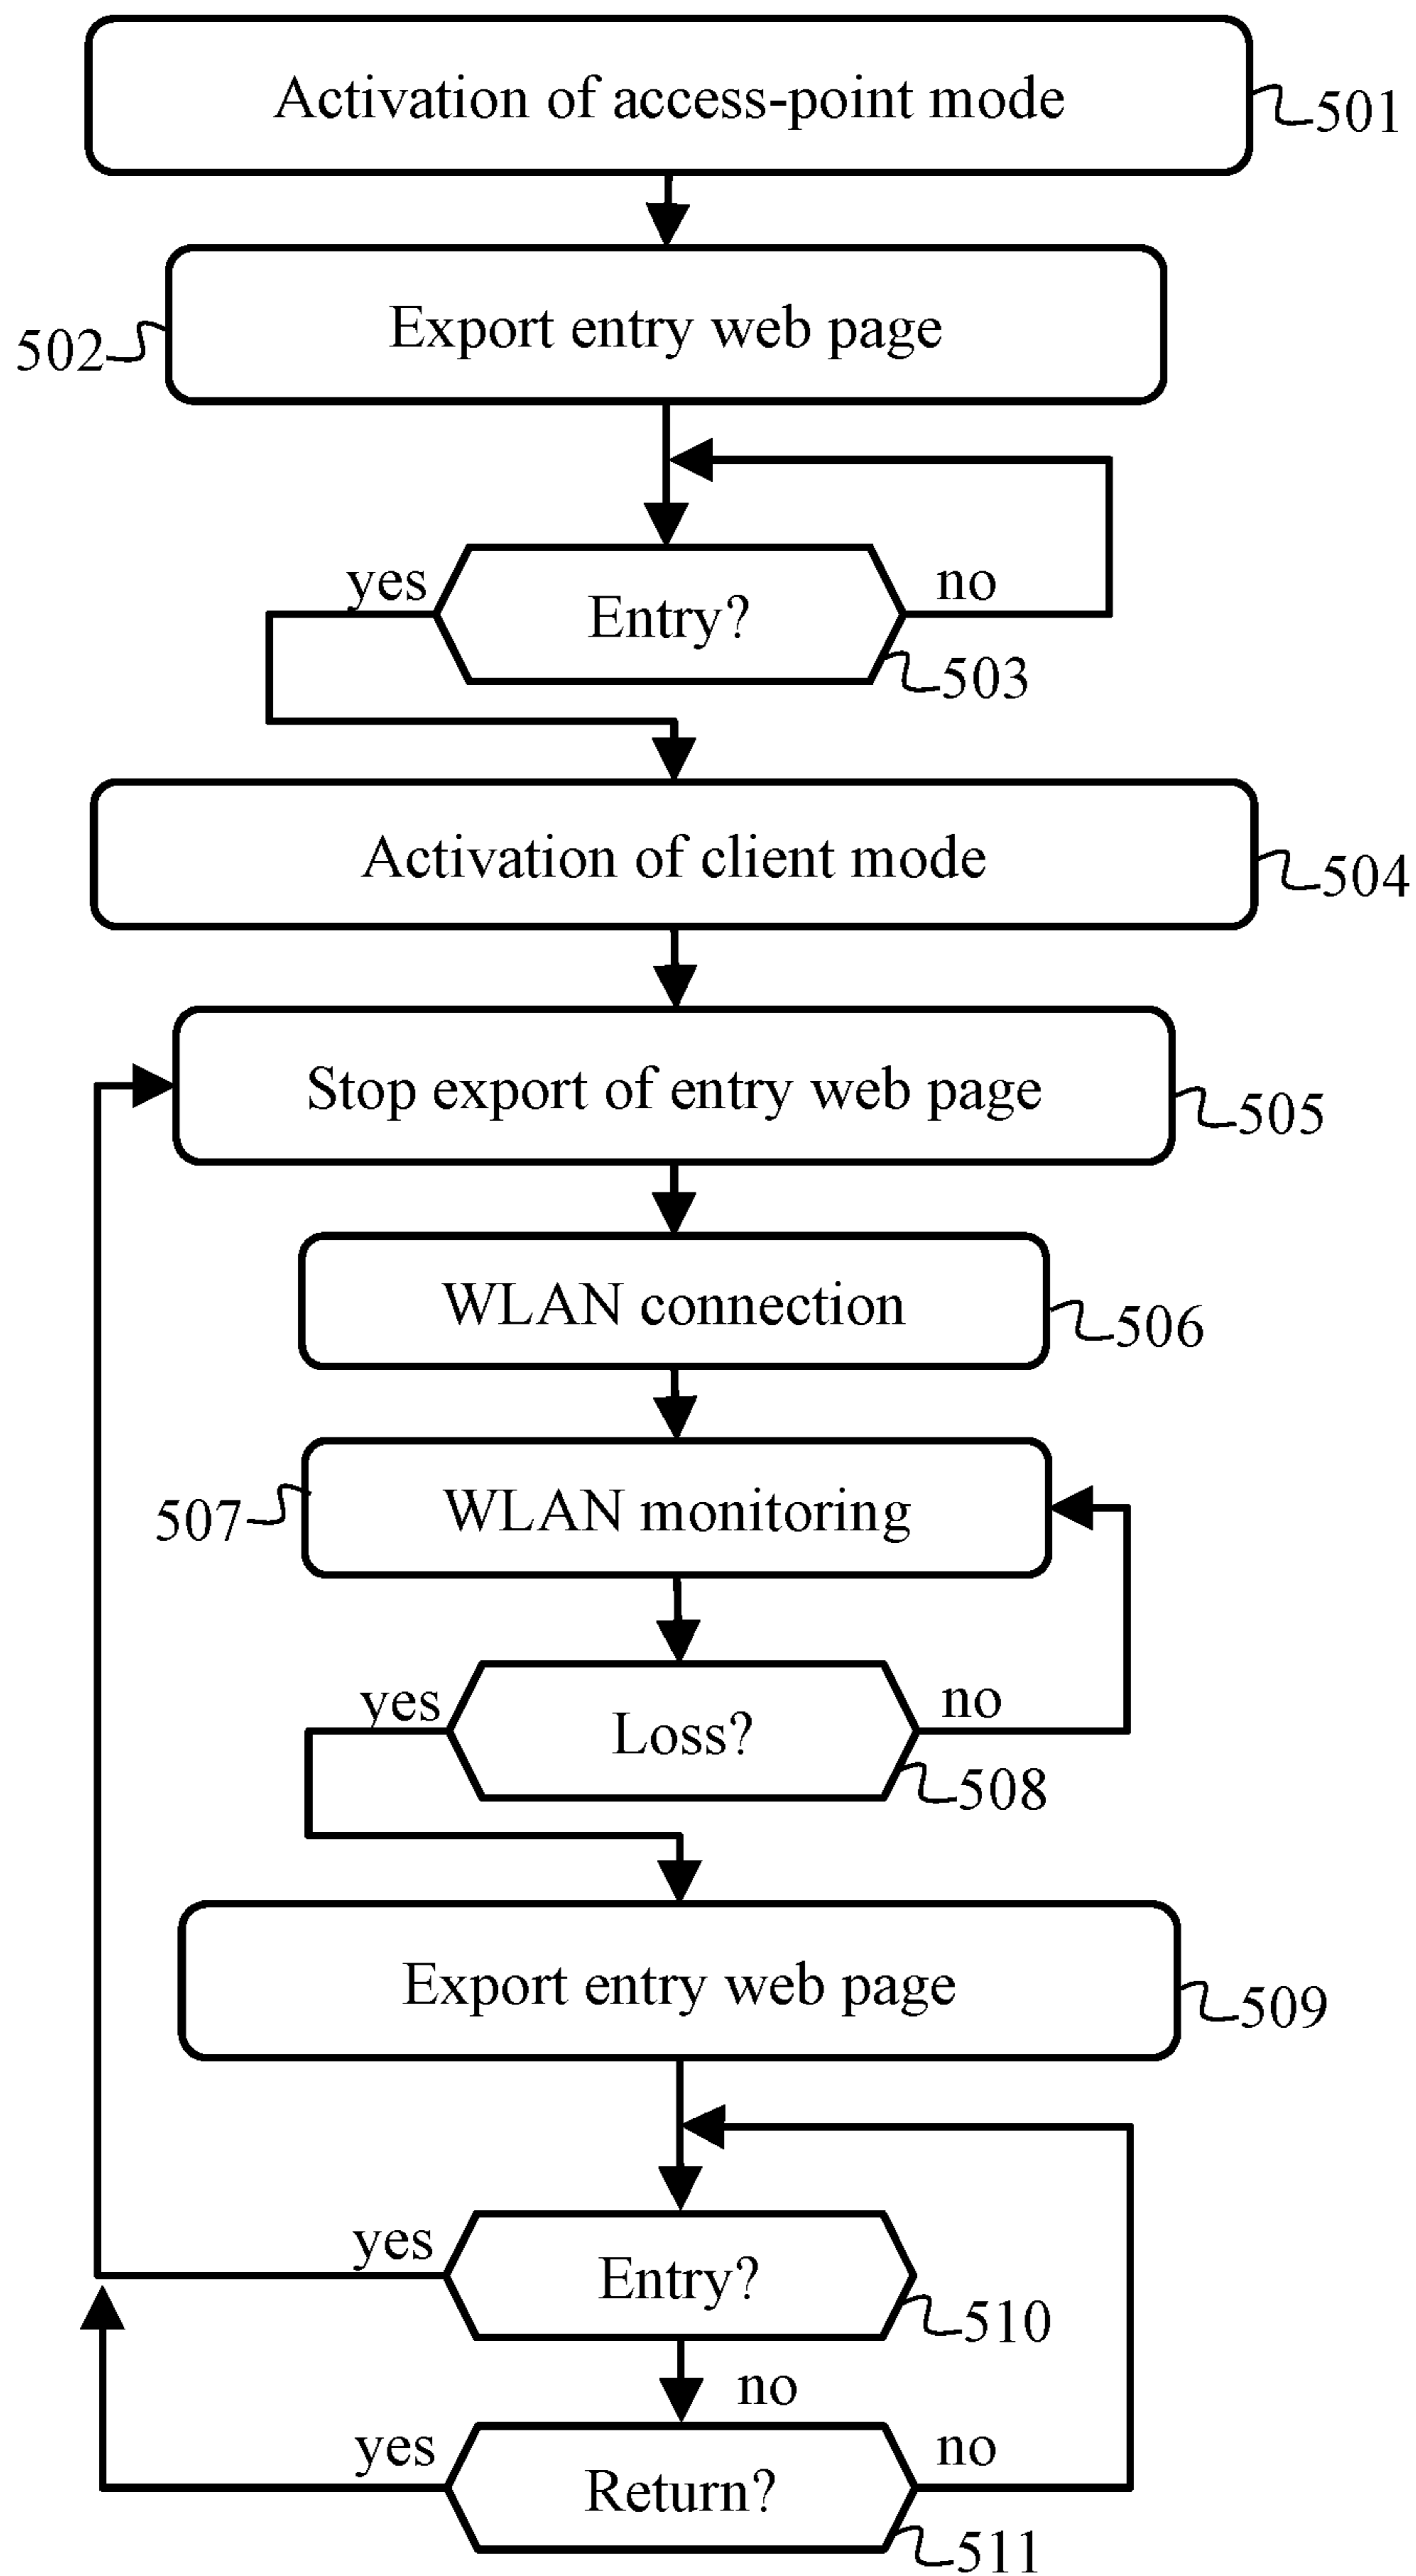 Activation of access-point mode
501
Export entry web page
502
yes
no
Entry?
503
Activation of client mode
504
Stop export of entry web page
505
WLAN connection
506
WLAN monitoring
507
yes
no
Loss?
508
Export entry web page
509
yes
Entry?
510
no
yes
no
Return?
511